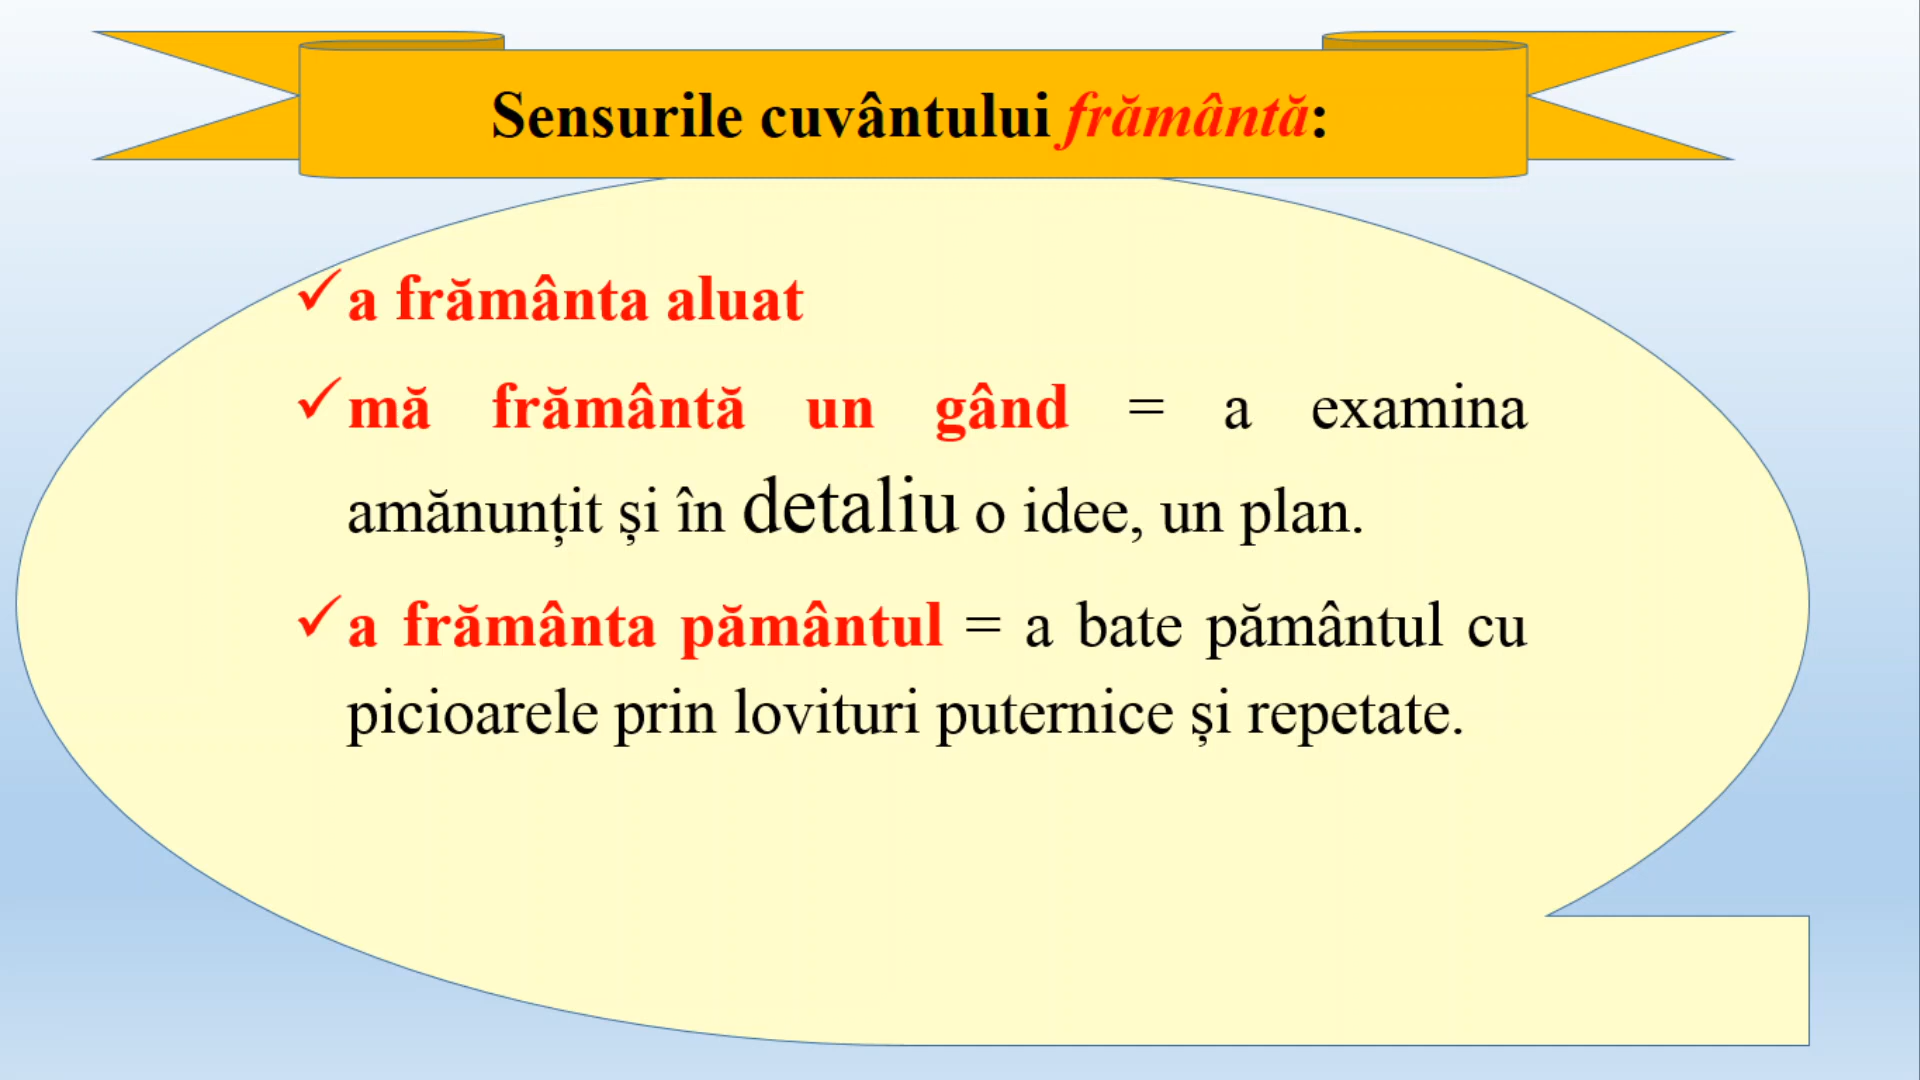 Sensurile cuvântului frământă:
✓ a frământa aluat
✓ mă frământă un gând = a examina
amănunțit și în detaliu o idee, un plan.
✓ a frământa pământul = a bate pământul cu
picioarele prin lovituri puternice și repetate.